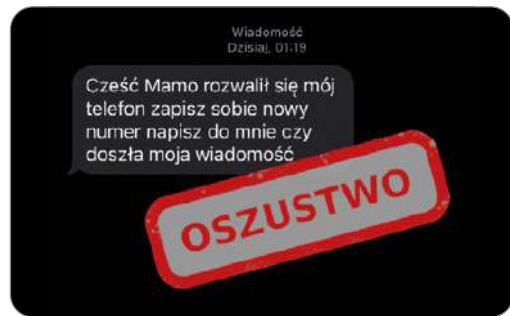 Wiadomość
Dzisiaj, 01:19
Cześć Mamo rozwalił się mój
telefon zapisz sobie nowy
numer napisz do mnie czy
doszła moja wiadomość
OSZUSTWO